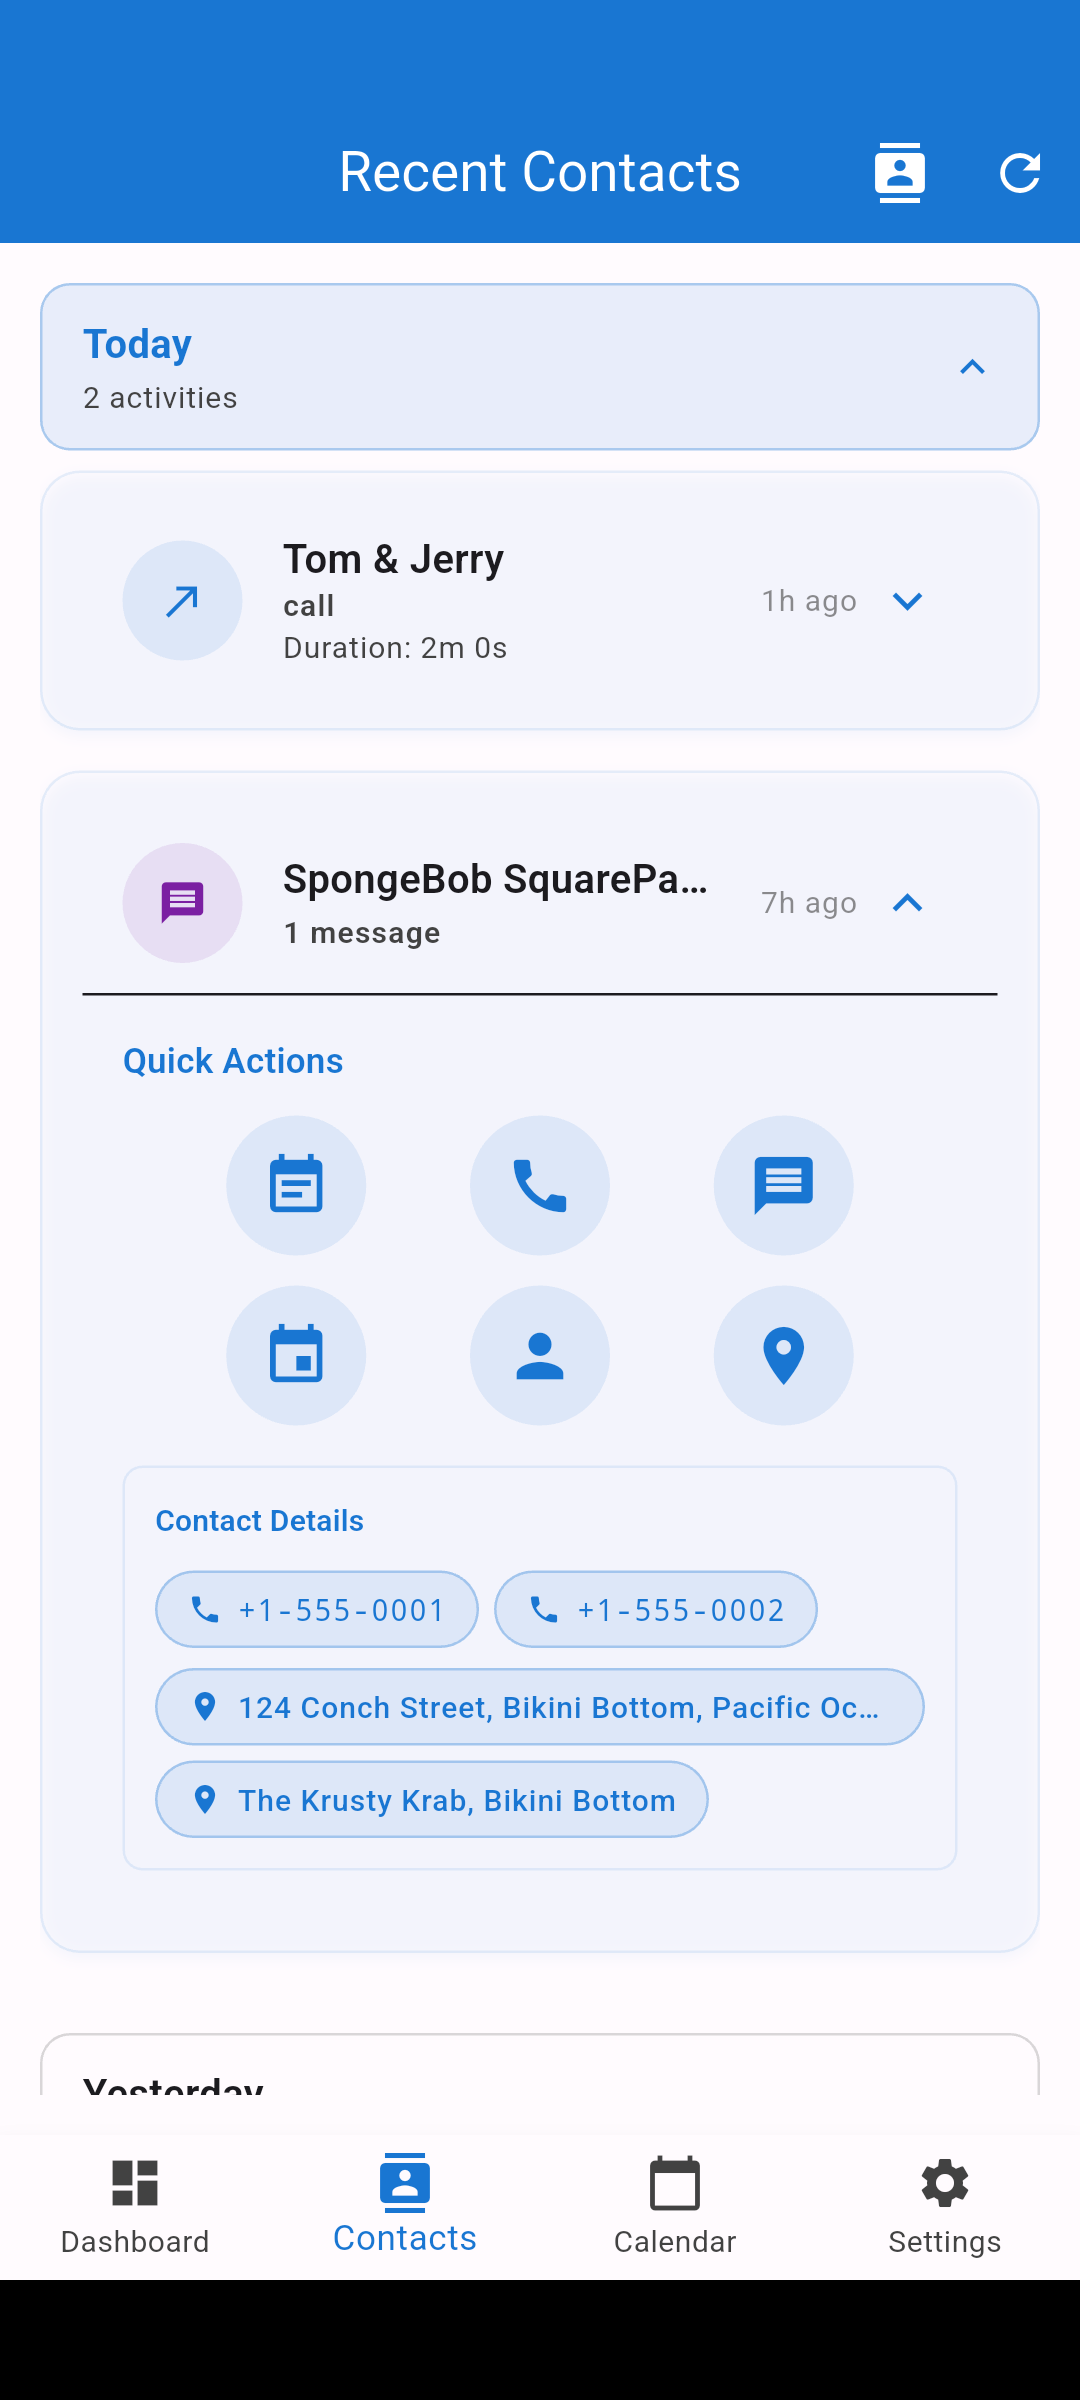 Recent Contacts
Today
2 activities
Tom & Jerry
call
Duration: 2m 0s
1h ago
SpongeBob SquarePa…
1 message
7h ago
Quick Actions
Contact Details
+1-555-0001
+1-555-0002
124 Conch Street, Bikini Bottom, Pacific Oc…
The Krusty Krab, Bikini Bottom
Yesterday
Dashboard
Contacts
Calendar
Settings